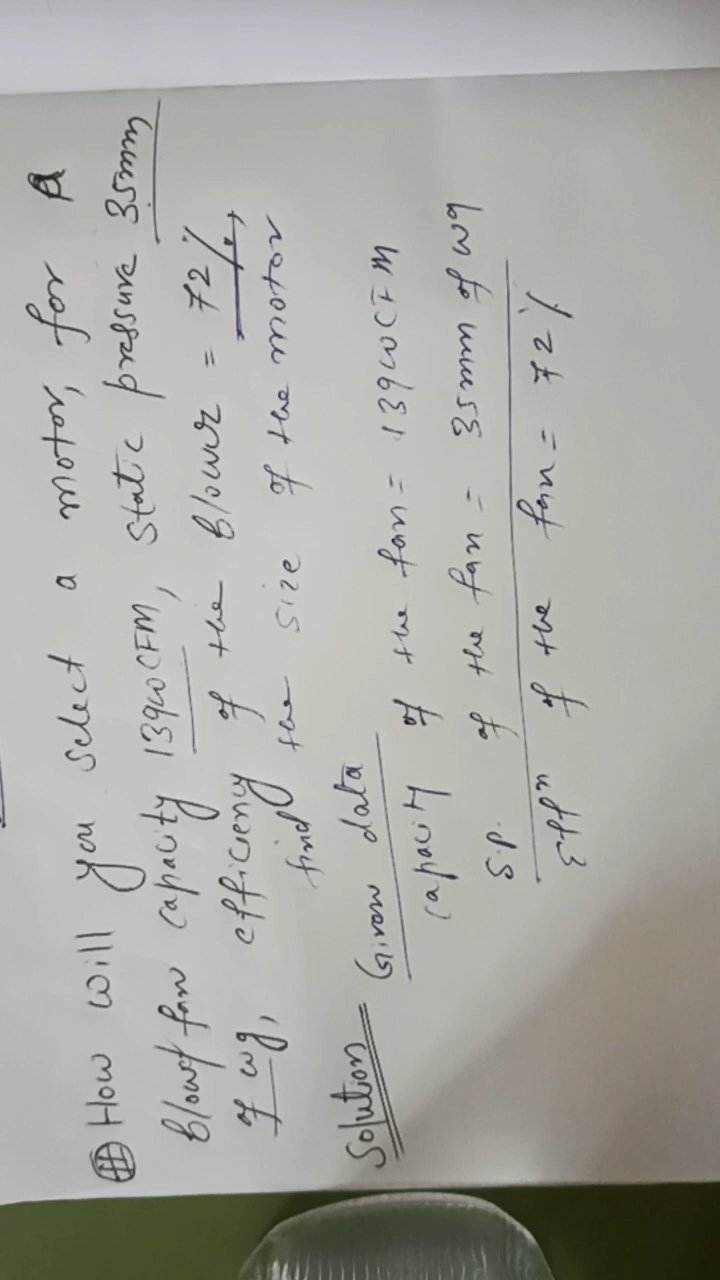 How will you select a motor, for A
Blower fan capacity 13900 CFM, Static pressure 35mm
of wg, efficiency of the Blower = 72%,
find the size of the motor
Solution = Given data
capacity of the fan = 13900 CFM
S.P. of the fan = 35mm of wg
Effn of the fan = 72%